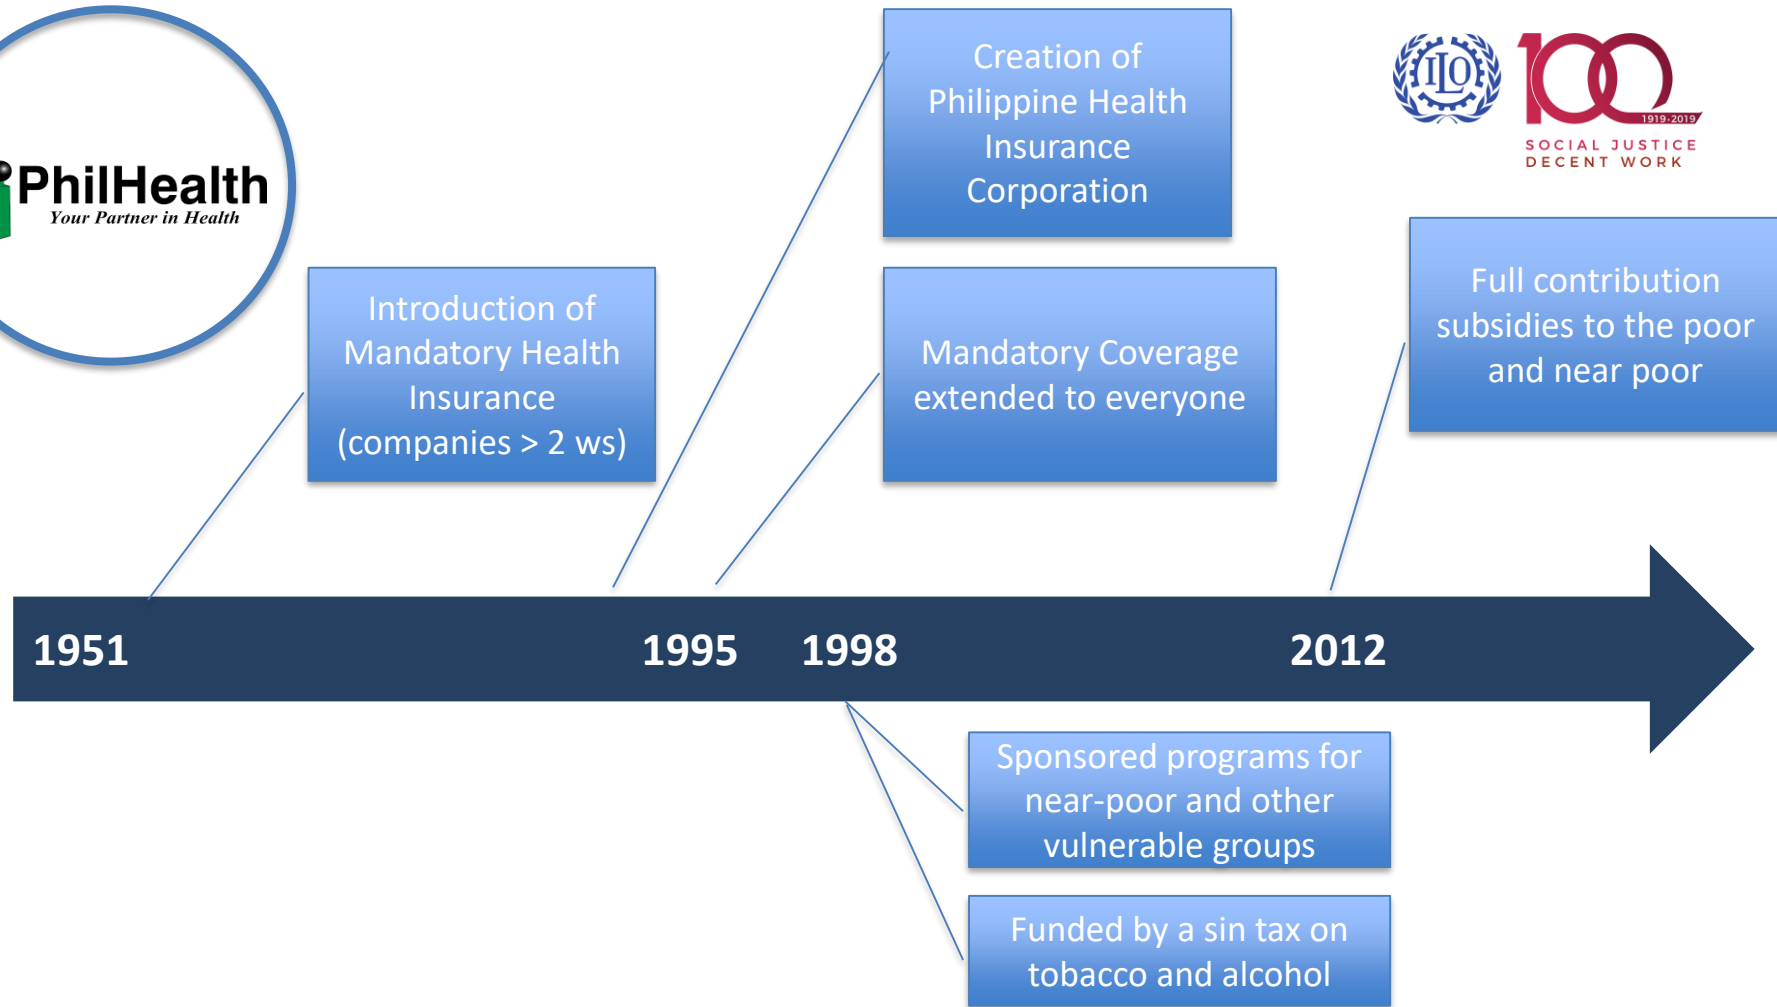 PhilHealth
Your Partner in Health
Creation of
Philippine Health
Insurance
Corporation
ILO
100
1919-2019
SOCIAL JUSTICE
DECENT WORK
Introduction of
Mandatory Health
Insurance
(companies > 2 ws)
Mandatory Coverage
extended to everyone
Full contribution
subsidies to the poor
and near poor
1951
1995
1998
2012
Sponsored programs for
near-poor and other
vulnerable groups
Funded by a sin tax on
tobacco and alcohol